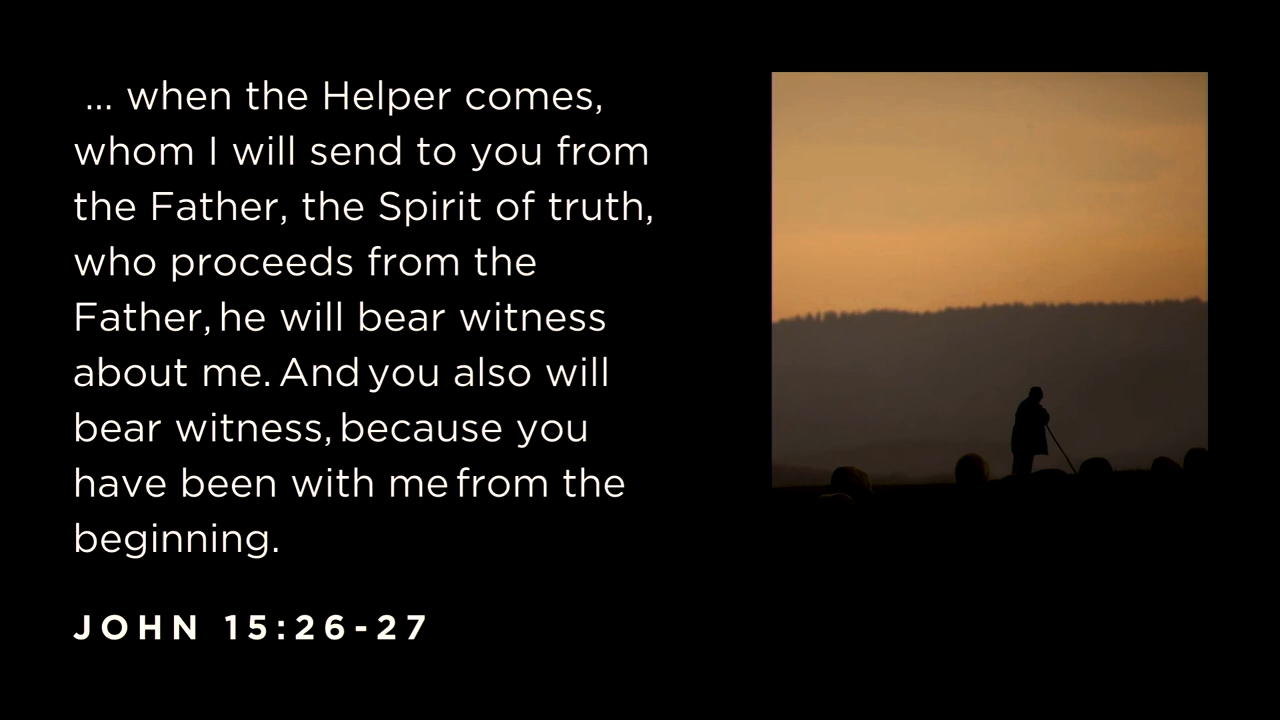 ... when the Helper comes,
whom I will send to you from
the Father, the Spirit of truth,
who proceeds from the
Father, he will bear witness
about me. And you also will
bear witness, because you
have been with me from the
beginning.
JOHN 15:26-27